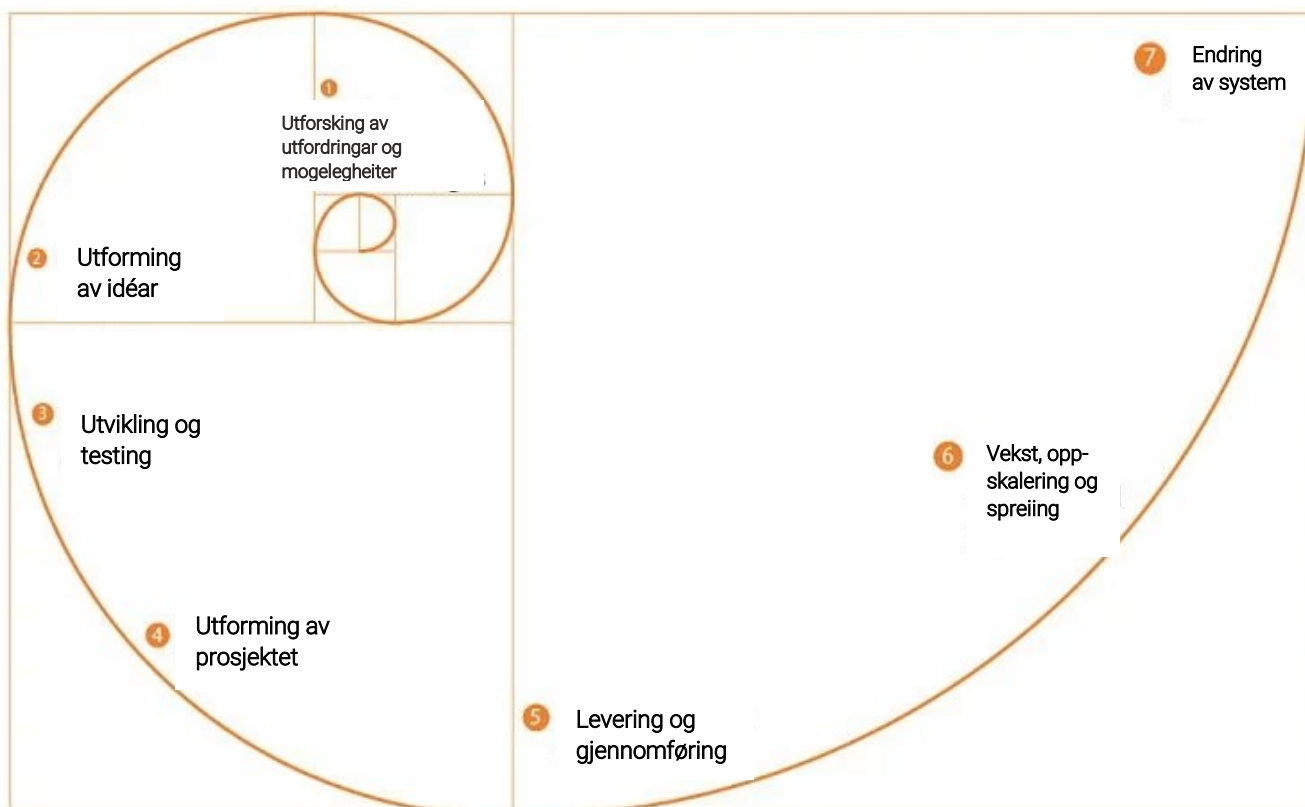 1
Utforsking av
utfordringar og
mogelegheiter
2
Utforming
av idéar
3
Utvikling og
testing
4
Utforming av
prosjektet
5
Levering og
gjennomføring
6
Vekst, opp-
skalering og
spreiing
7
Endring
av system